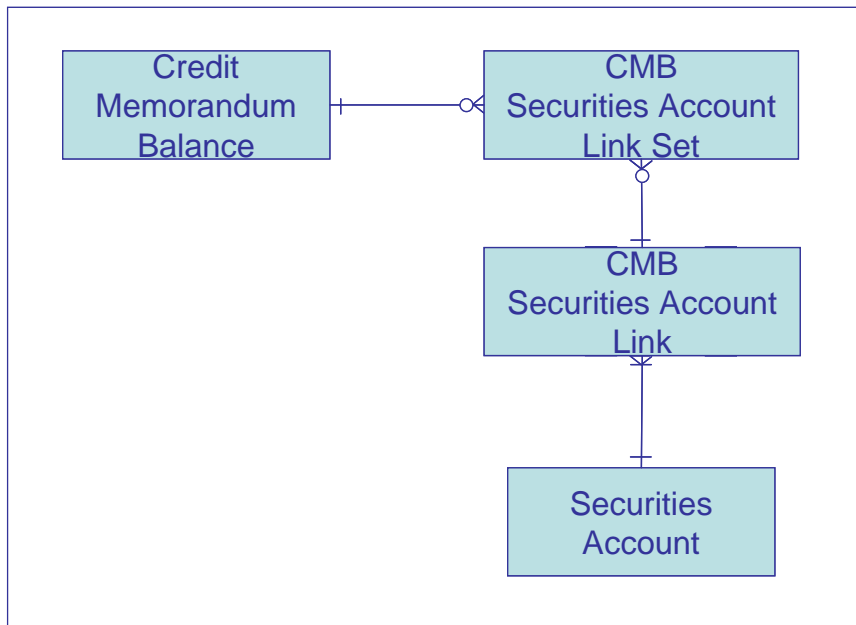 Credit
Memorandum
Balance
CMB
Securities Account
Link Set
CMB
Securities Account
Link
Securities
Account